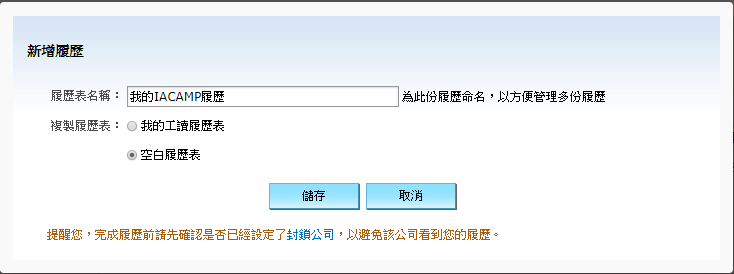 新增履歷
履歷表名稱： 我的IACAMP履歷 為此份履歷命名，以方便管理多份履歷
複製履歷表： 我的工讀履歷表
空白履歷表
儲存 取消
提醒您，完成履歷前請先確認是否已經設定了封鎖公司，以避免該公司看到您的履歷。